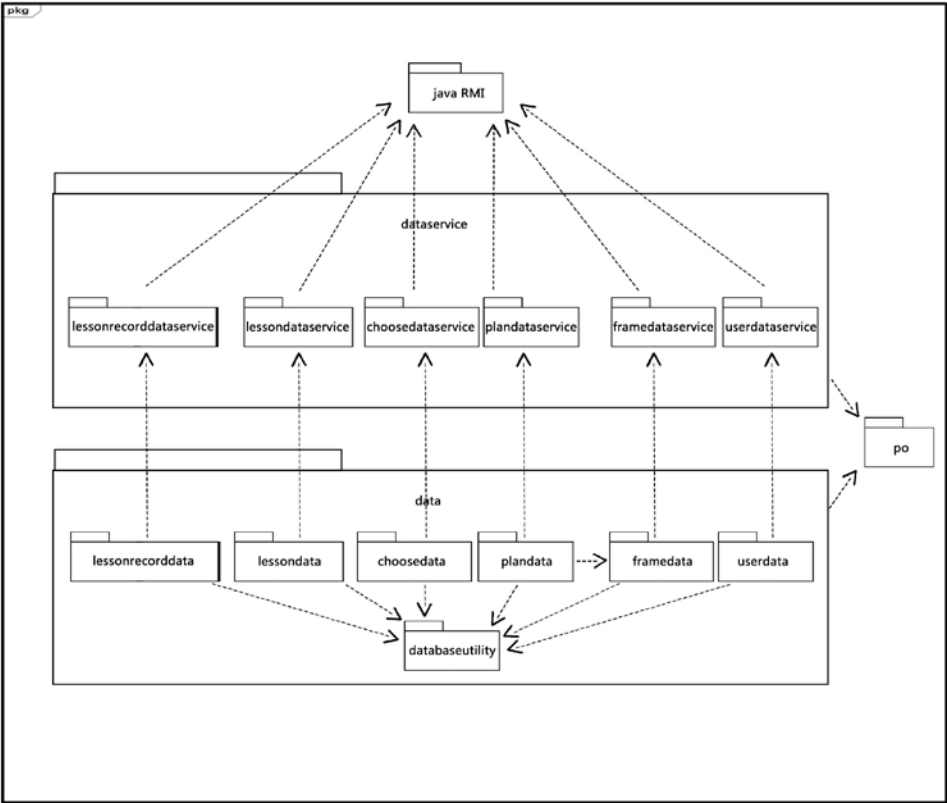 pkg
java RMI
dataservice
lessonrecorddataservice
lessondataservice
choosedataservice
plandataservice
framedataservice
userdataservice
po
data
lessonrecorddata
lessondata
choosedata
plandata
framedata
userdata
databaseutility